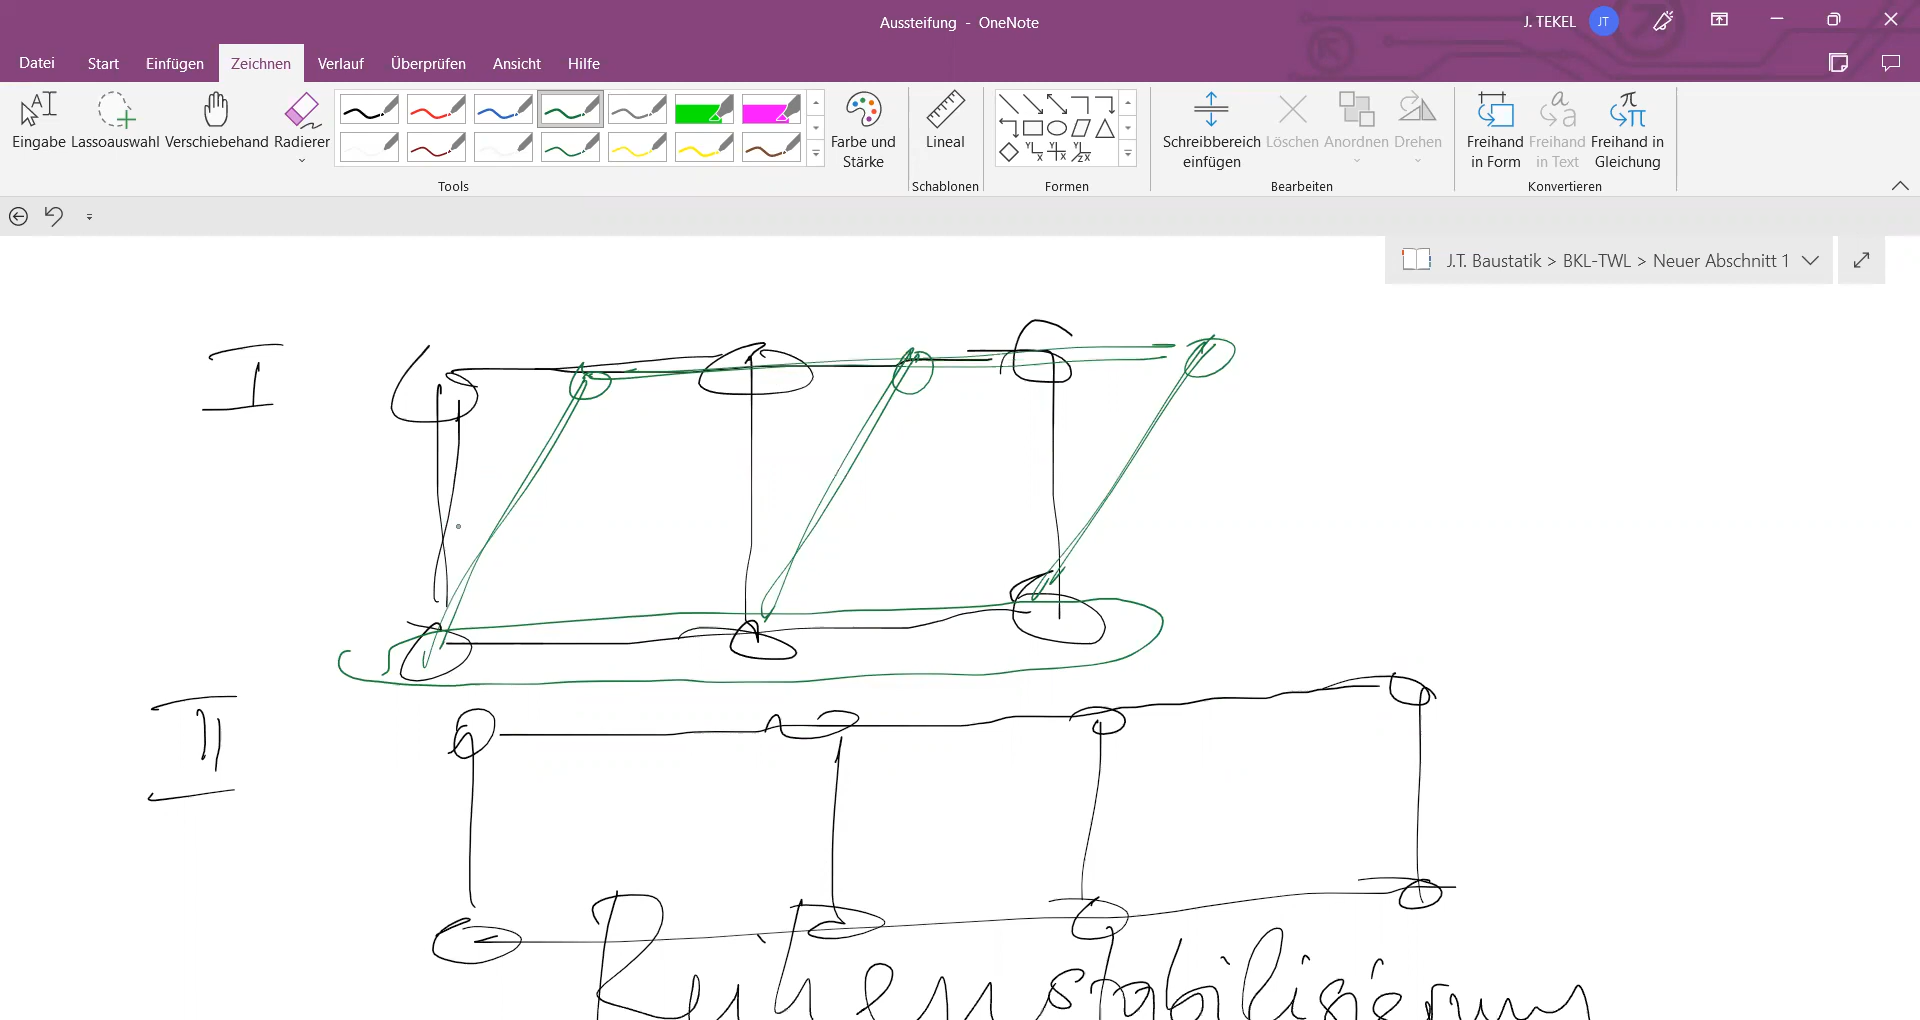 Aussteifung - OneNote
J. TEKEL JT
Datei Start Einfügen Zeichnen Verlauf Überprüfen Ansicht Hilfe
Eingabe Lassoauswahl Verschiebehand Radierer Farbe und Stärke Lineal Schreibbereich einfügen Löschen Anordnen Drehen Freihand in Form Freihand in Text Freihand in Gleichung
Tools Schablonen Formen Bearbeiten Konvertieren
J.T. Baustatik > BKL-TWL > Neuer Abschnitt 1
I
II
Reihenstabilisierung